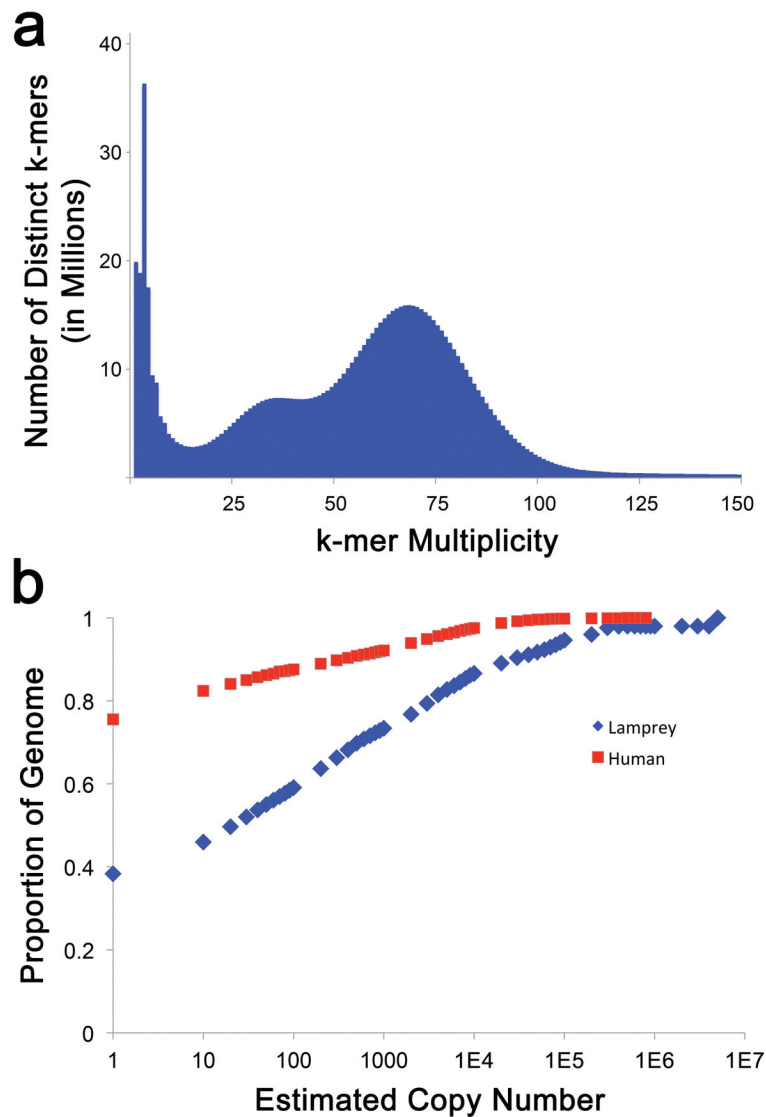 a
Number of Distinct k-mers
(in Millions)
40
30
20
10
25 50 75 100 125 150
k-mer Multiplicity
b
Proportion of Genome
1
0.8
0.6
0.4
0.2
0
Lamprey
Human
1 10 100 1000 1E4 1E5 1E6 1E7
Estimated Copy Number